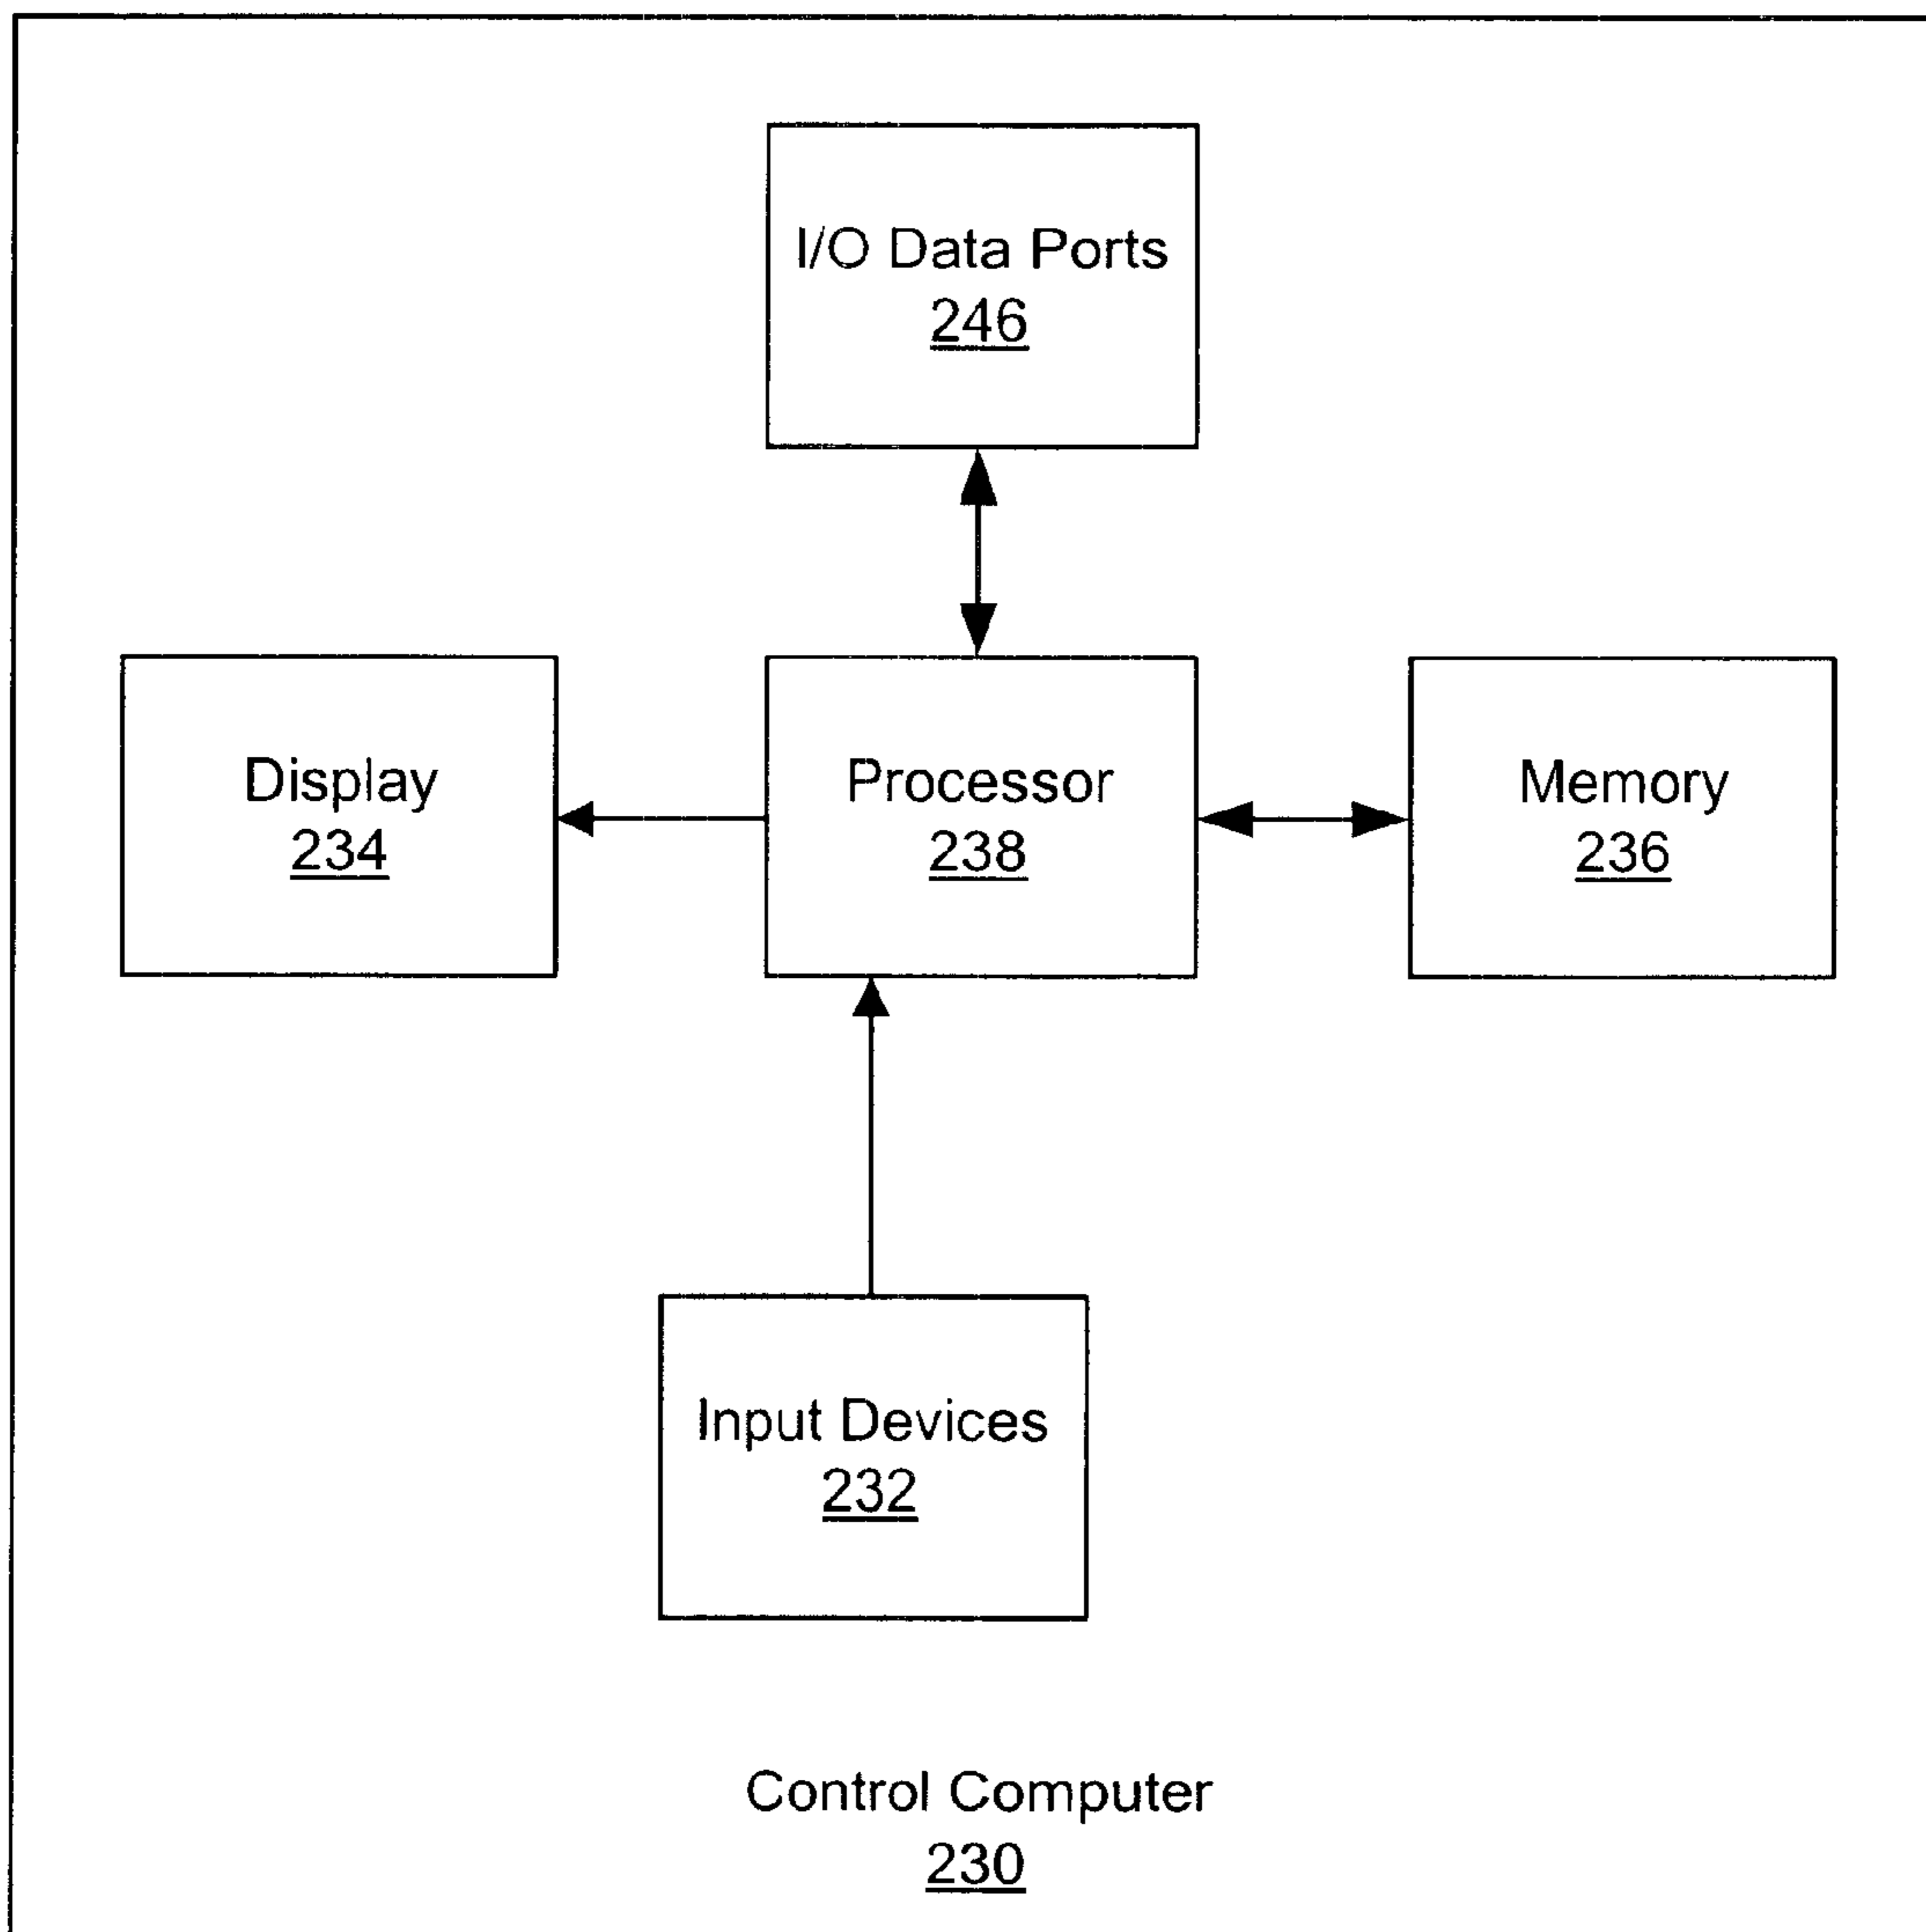 I/O Data Ports
246
Display
234
Processor
238
Memory
236
Input Devices
232
Control Computer
230